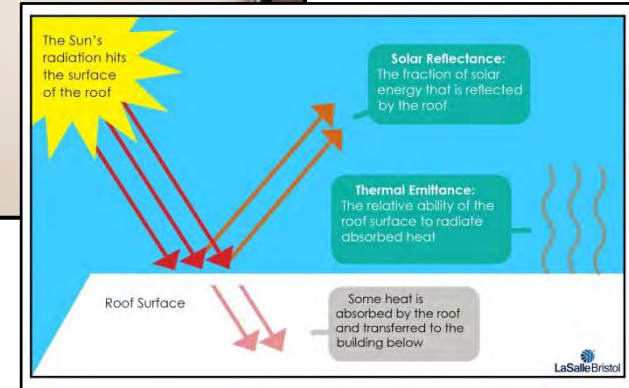 The Sun's
radiation hits
the surface
of the roof
Solar Reflectance:
The fraction of solar
energy that is reflected
by the roof
Thermal Emittance:
The relative ability of the
roof surface to radiate
absorbed heat
Roof Surface
Some heat is
absorbed by the roof
and transferred to the
building below
LaSalle Bristol